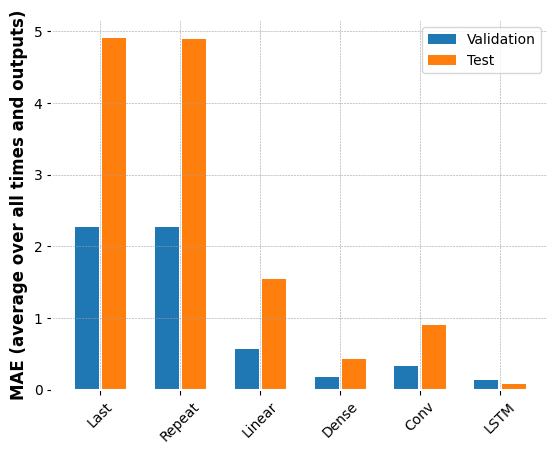 MAE (average over all times and outputs)
5
4
3
2
1
0
Validation
Test
Last
Repeat
Linear
Dense
Conv
LSTM